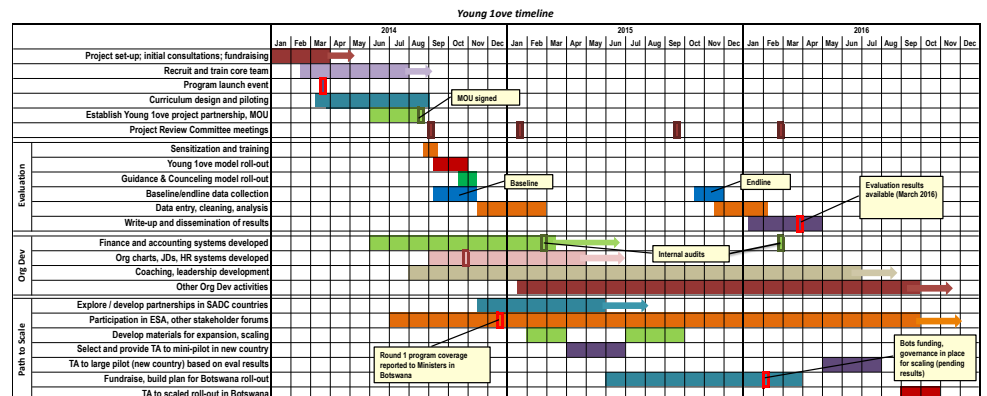 Young 1ove timeline
2014 2015 2016
Jan Feb Mar Apr May Jun Jul Aug Sep Oct Nov Dec Jan Feb Mar Apr May Jun Jul Aug Sep Oct Nov Dec Jan Feb Mar Apr May Jun Jul Aug Sep Oct Nov Dec
Project set-up; initial consultations; fundraising
Recruit and train core team
Program launch event
Curriculum design and piloting
MOU signed
Establish Young 1ove project partnership, MOU
Project Review Committee meetings
Evaluation
Sensitization and training
Young 1ove model roll-out
Guidance & Counceling model roll-out
Baseline
Endline
Baseline/endline data collection
Evaluation results
available (March 2016)
Data entry, cleaning, analysis
Write-up and dissemination of results
Org Dev
Finance and accounting systems developed
Internal audits
Org charts, JDs, HR systems developed
Coaching, leadership development
Other Org Dev activities
Path to Scale
Explore / develop partnerships in SADC countries
Participation in ESA, other stakeholder forums
Develop materials for expansion, scaling
Select and provide TA to mini-pilot in new country
Round 1 program coverage
reported to Ministers in
Botswana
Bots funding,
governance in place
for scaling (pending
results)
TA to large pilot (new country) based on eval results
Fundraise, build plan for Botswana roll-out
TA to scaled roll-out in Botswana